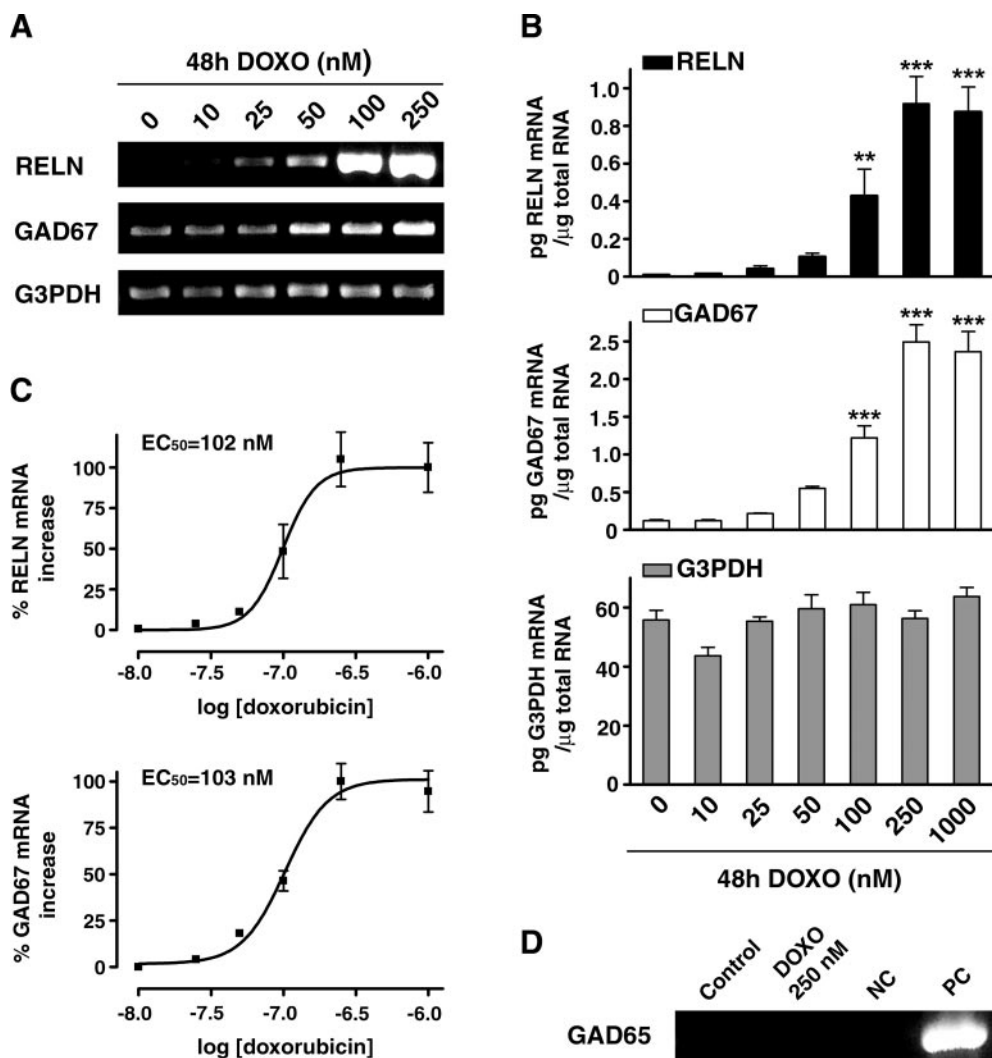 A
48h DOXO (nM)
0 10 25 50 100 250
RELN
GAD67
G3PDH
B
RELN
pg RELN mRNA
/µg total RNA
1.0
0.8
0.6
0.4
0.2
0
** *** ***
GAD67
pg GAD67 mRNA
/µg total RNA
2.5
2.0
1.5
1.0
0.5
0
*** *** ***
G3PDH
pg G3PDH mRNA
/µg total RNA
60
40
20
0
0 10 25 50 100 250 1000
48h DOXO (nM)
C
EC50=102 nM
% RELN mRNA
increase
100
75
50
25
0
-8.0 -7.5 -7.0 -6.5 -6.0
log [doxorubicin]
EC50=103 nM
% GAD67 mRNA
increase
100
75
50
25
0
-8.0 -7.5 -7.0 -6.5 -6.0
log [doxorubicin]
D
Control
DOXO
250 nM
NC
PC
GAD65